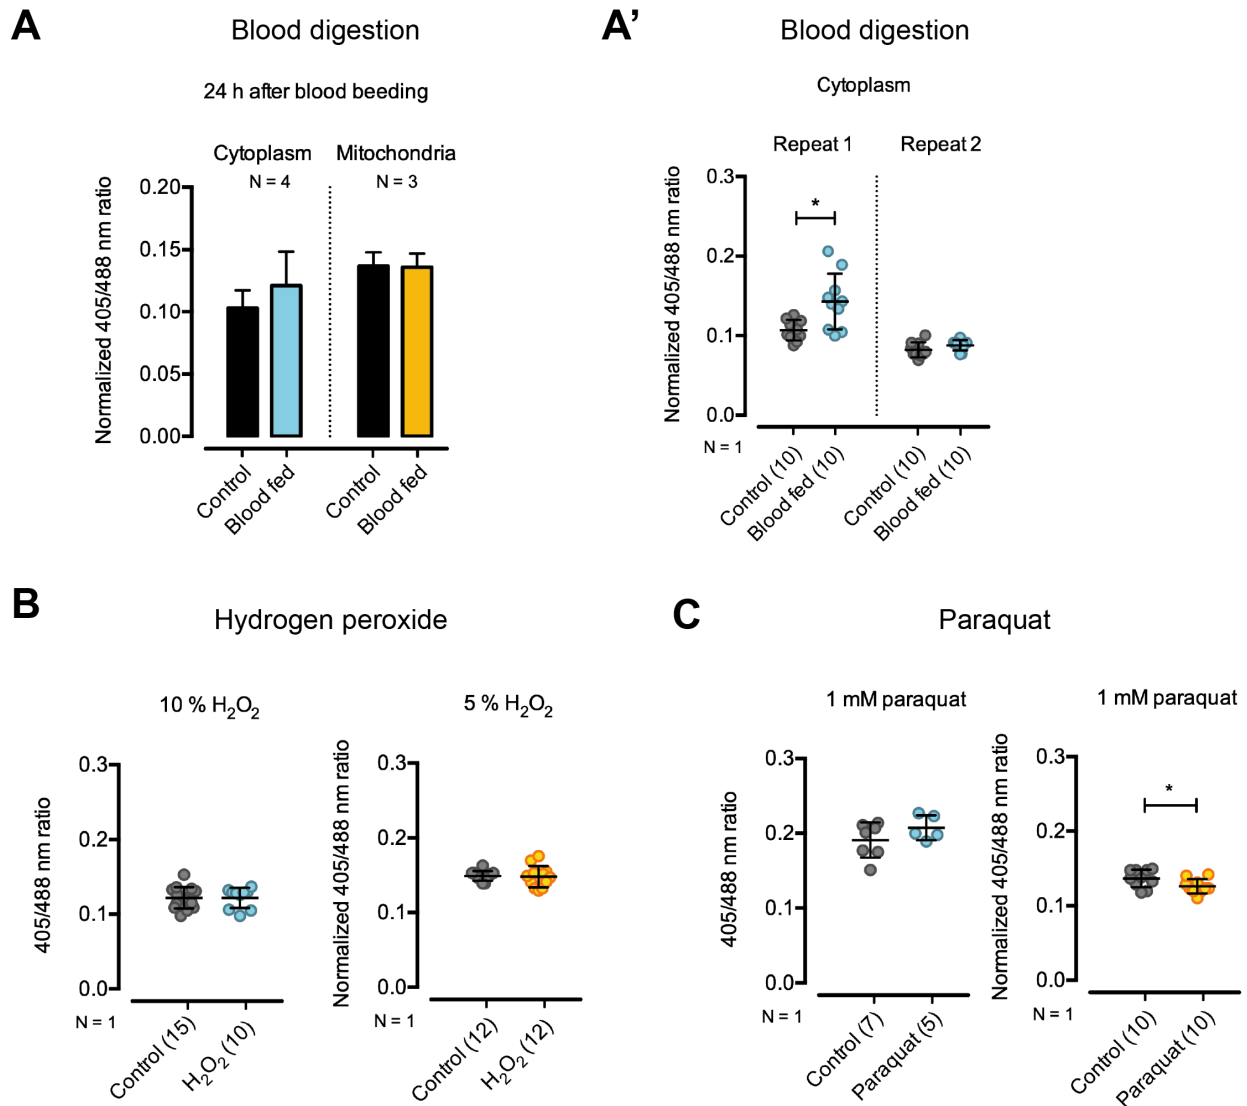 A
Blood digestion
24 h after blood beeding
Cytoplasm
Mitochondria
N = 4
N = 3
Normalized 405/488 nm ratio
0.20
0.15
0.10
0.05
0.00
Control
Blood fed
Control
Blood fed
A’
Blood digestion
Cytoplasm
Repeat 1
Repeat 2
Normalized 405/488 nm ratio
0.3
0.2
0.1
0.0
*
N = 1
Control (10)
Blood fed (10)
Control (10)
Blood fed (10)
B
Hydrogen peroxide
10 % H₂O₂
405/488 nm ratio
0.3
0.2
0.1
0.0
N = 1
Control (15)
H₂O₂ (10)
5 % H₂O₂
Normalized 405/488 nm ratio
0.3
0.2
0.1
0.0
N = 1
Control (12)
H₂O₂ (12)
C
Paraquat
1 mM paraquat
405/488 nm ratio
0.3
0.2
0.1
0.0
N = 1
Control (7)
Paraquat (5)
1 mM paraquat
Normalized 405/488 nm ratio
0.3
0.2
0.1
0.0
*
N = 1
Control (10)
Paraquat (10)